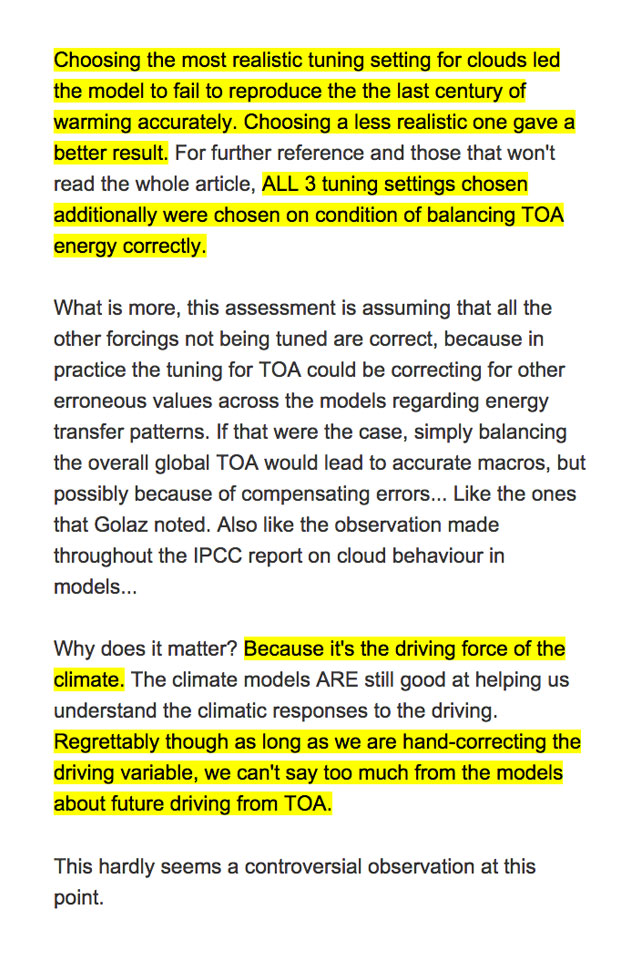 Choosing the most realistic tuning setting for clouds led
the model to fail to reproduce the the last century of
warming accurately. Choosing a less realistic one gave a
better result. For further reference and those that won't
read the whole article, ALL 3 tuning settings chosen
additionally were chosen on condition of balancing TOA
energy correctly.
What is more, this assessment is assuming that all the
other forcings not being tuned are correct, because in
practice the tuning for TOA could be correcting for other
erroneous values across the models regarding energy
transfer patterns. If that were the case, simply balancing
the overall global TOA would lead to accurate macros, but
possibly because of compensating errors... Like the ones
that Golaz noted. Also like the observation made
throughout the IPCC report on cloud behaviour in
models...
Why does it matter? Because it's the driving force of the
climate. The climate models ARE still good at helping us
understand the climatic responses to the driving.
Regrettably though as long as we are hand-correcting the
driving variable, we can't say too much from the models
about future driving from TOA.
This hardly seems a controversial observation at this
point.